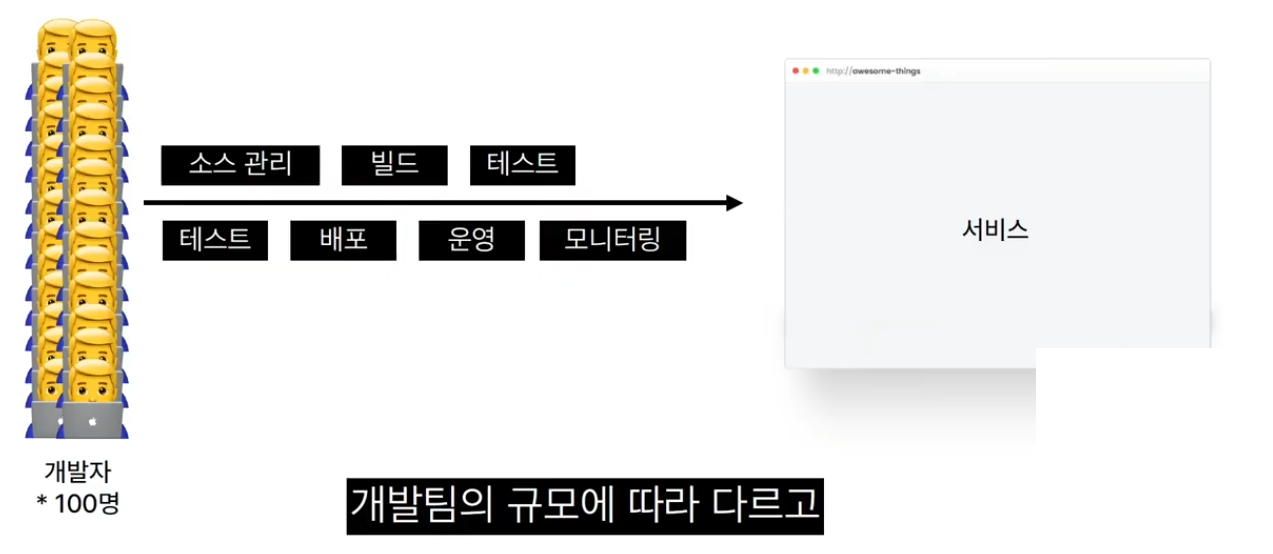 http://awesome-things
소스 관리 빌드 테스트
테스트 배포 운영 모니터링
서비스
개발자
* 100명
개발팀의 규모에 따라 다르고